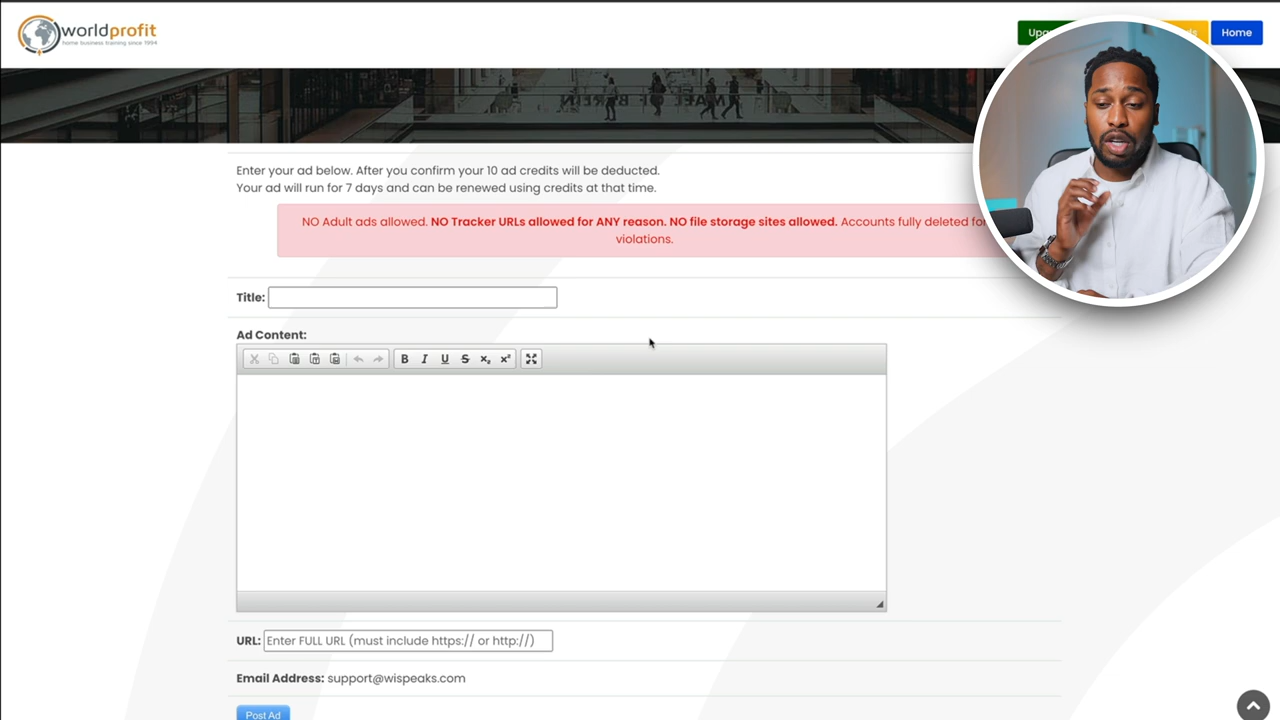 worldprofit
home business training since 1994
Home
Enter your ad below. After you confirm your 10 ad credits will be deducted.
Your ad will run for 7 days and can be renewed using credits at that time.
NO Adult ads allowed. NO Tracker URLs allowed for ANY reason. NO file storage sites allowed. Accounts fully deleted for
violations.
Title:
Ad Content:
B I U S x₂ x²
URL: Enter FULL URL (must include https:// or http://)
Email Address: support@wispeaks.com
Post Ad